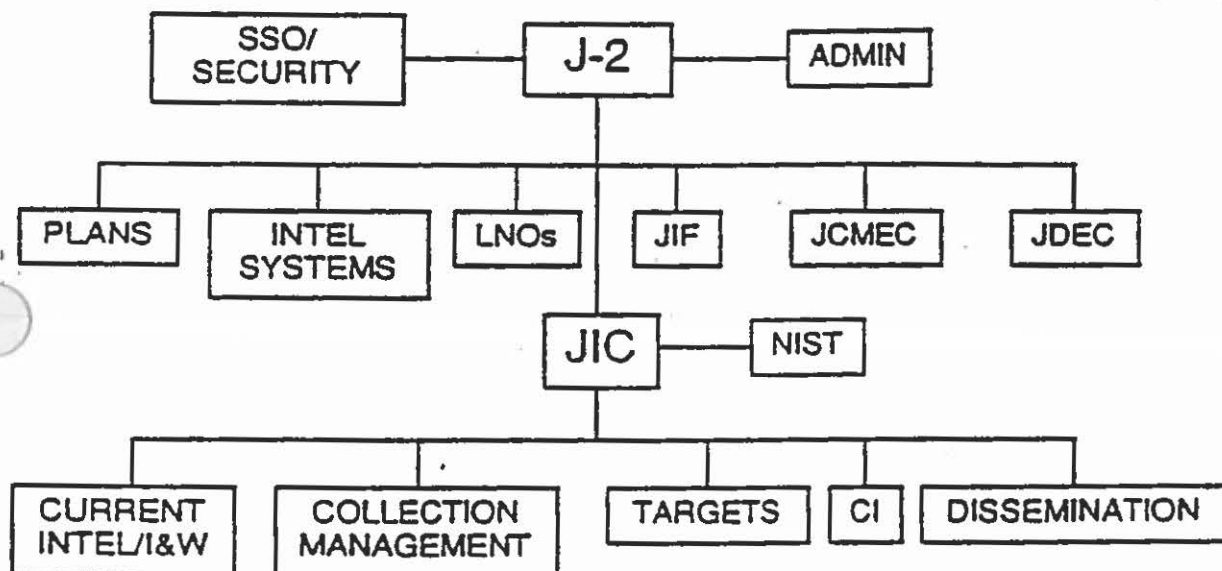 SSO/
SECURITY
J-2
ADMIN
PLANS
INTEL
SYSTEMS
LNOs
JIF
JCMEC
JDEC
JIC
NIST
CURRENT
INTEL/I&W
COLLECTION
MANAGEMENT
TARGETS
CI
DISSEMINATION